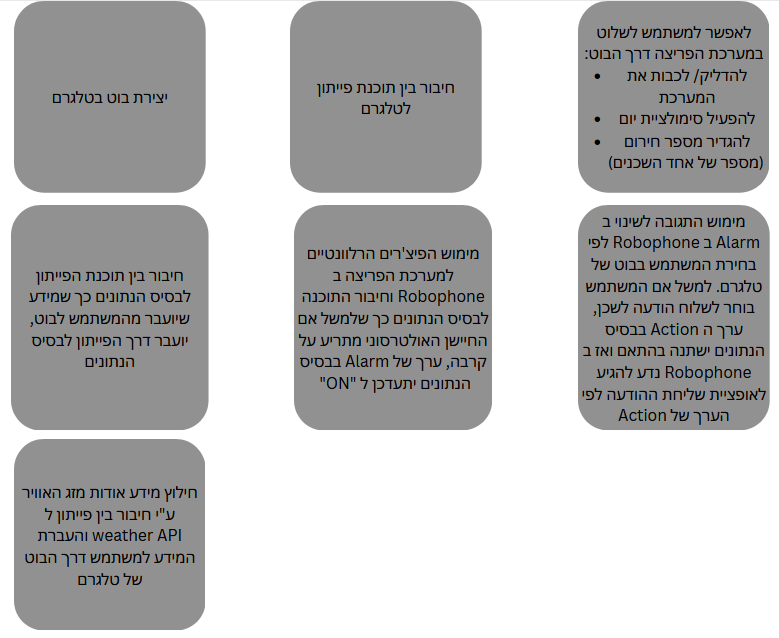 יצירת בוט בטלגרם
חיבור בין תוכנת פייתון
לטלגרם
לאפשר למשתמש לשלוט
במערכת הפריצה דרך הבוט:
• להדליק/ לכבות את
המערכת
• להפעיל סימולציית יום
• להגדיר מספר חירום
(מספר של אחד השכנים)
חיבור בין תוכנת הפייתון
לבסיס הנתונים כך שמידע
שיועבר מהמשתמש לבוט,
יועבר דרך הפייתון לבסיס
הנתונים
מימוש הפיצ'רים הרלוונטיים
למערכת הפריצה ב
Robophone וחיבור התוכנה
לבסיס הנתונים כך שלמשל אם
החיישן האולטרסוני מתריע על
קרבה, ערך של Alarm בבסיס
הנתונים יתעדכן ל "ON"
מימוש התגובה לשינוי ב
Alarm ב Robophone לפי
בחירת המשתמש בבוט של
טלגרם. למשל אם המשתמש
בוחר לשלוח הודעה לשכן,
ערך ה Action בבסיס
הנתונים ישתנה בהתאם ואז ב
Robophone נדע להגיע
לאופציית שליחת ההודעה לפי
הערך של Action
חילוץ מידע אודות מזג האוויר
ע"י חיבור בין פייתון ל
weather API והעברת
המידע למשתמש דרך הבוט
של טלגרם